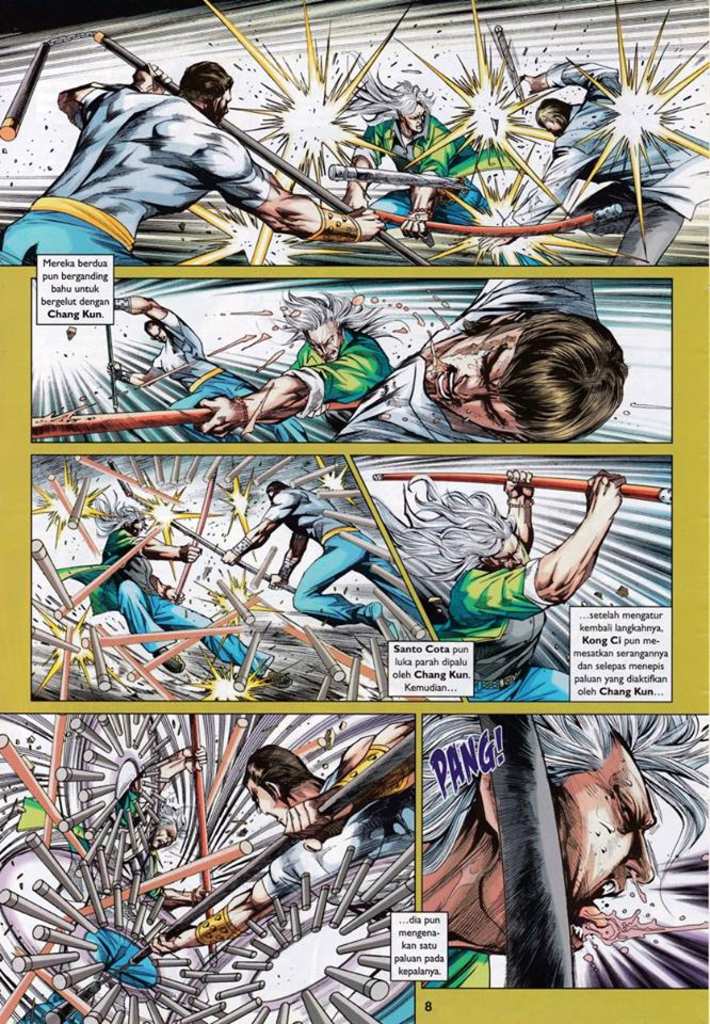 Mereka berdua
pun berganding
bahu untuk
bergelut dengan
Chang Kun.
Santo Cota pun
luka parah dipalu
oleh Chang Kun.
Kemudian...
...setelah mengatur
kembali langkahnya,
Kong Ci pun me-
mesatkan serangannya
dan selepas menepis
paluan yang diaktifkan
oleh Chang Kun...
PANG!
...dia pun
mengena-
kan satu
paluan pada
kepalanya.
8